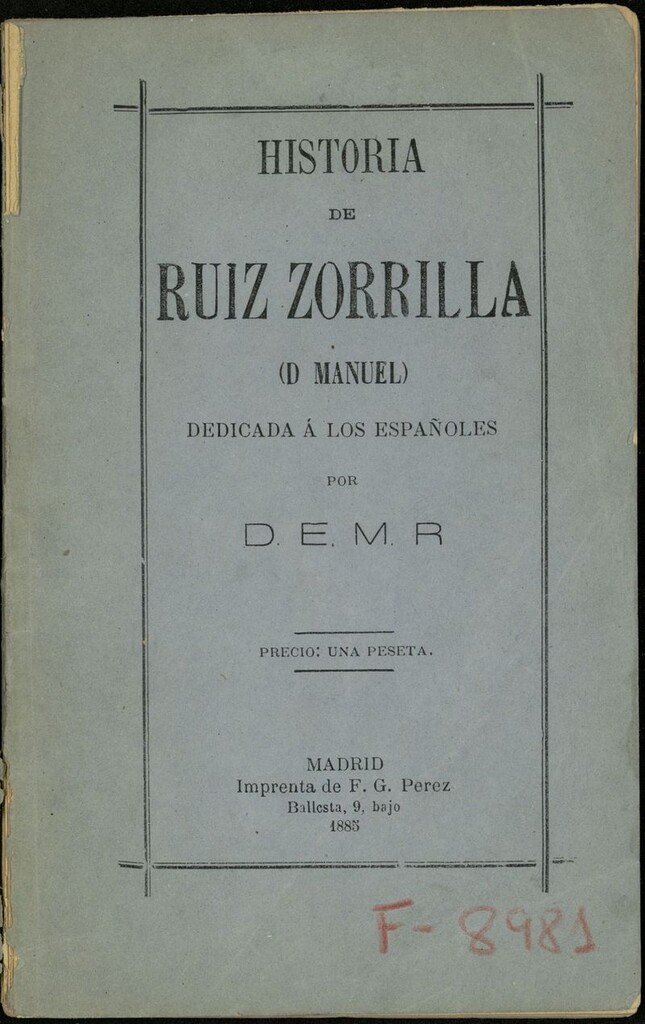 HISTORIA
DE
RUIZ ZORRILLA
(D MANUEL)
DEDICADA Á LOS ESPAÑOLES
POR
D. E. M. R
PRECIO: UNA PESETA.
MADRID
Imprenta de F. G. Perez
Ballesta, 9, bajo
1885
F- 8981